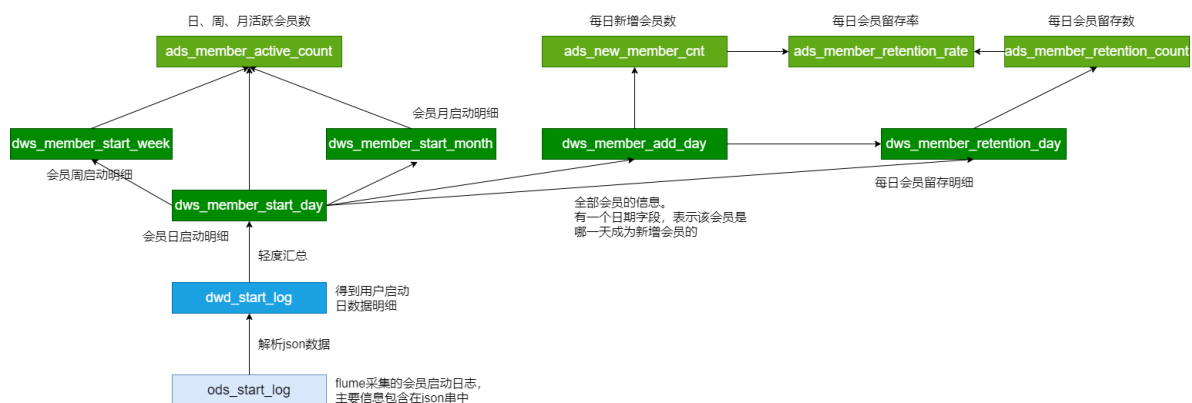 日、周、月活跃会员数
每日新增会员数
每日会员留存率
每日会员留存数
ads_member_active_count
ads_new_member_cnt
ads_member_retention_rate
ads_member_retention_count
会员月启动明细
dws_member_start_week
dws_member_start_month
dws_member_add_day
dws_member_retention_day
会员周启动明细
每日会员留存明细
dws_member_start_day
全部会员的信息。
有一个日期字段，表示该会员是
哪一天成为新增会员的
会员日启动明细
轻度汇总
dwd_start_log
得到用户启动
日数据明细
解析json数据
ods_start_log
flume采集的会员启动日志，
主要信息包含在json串中